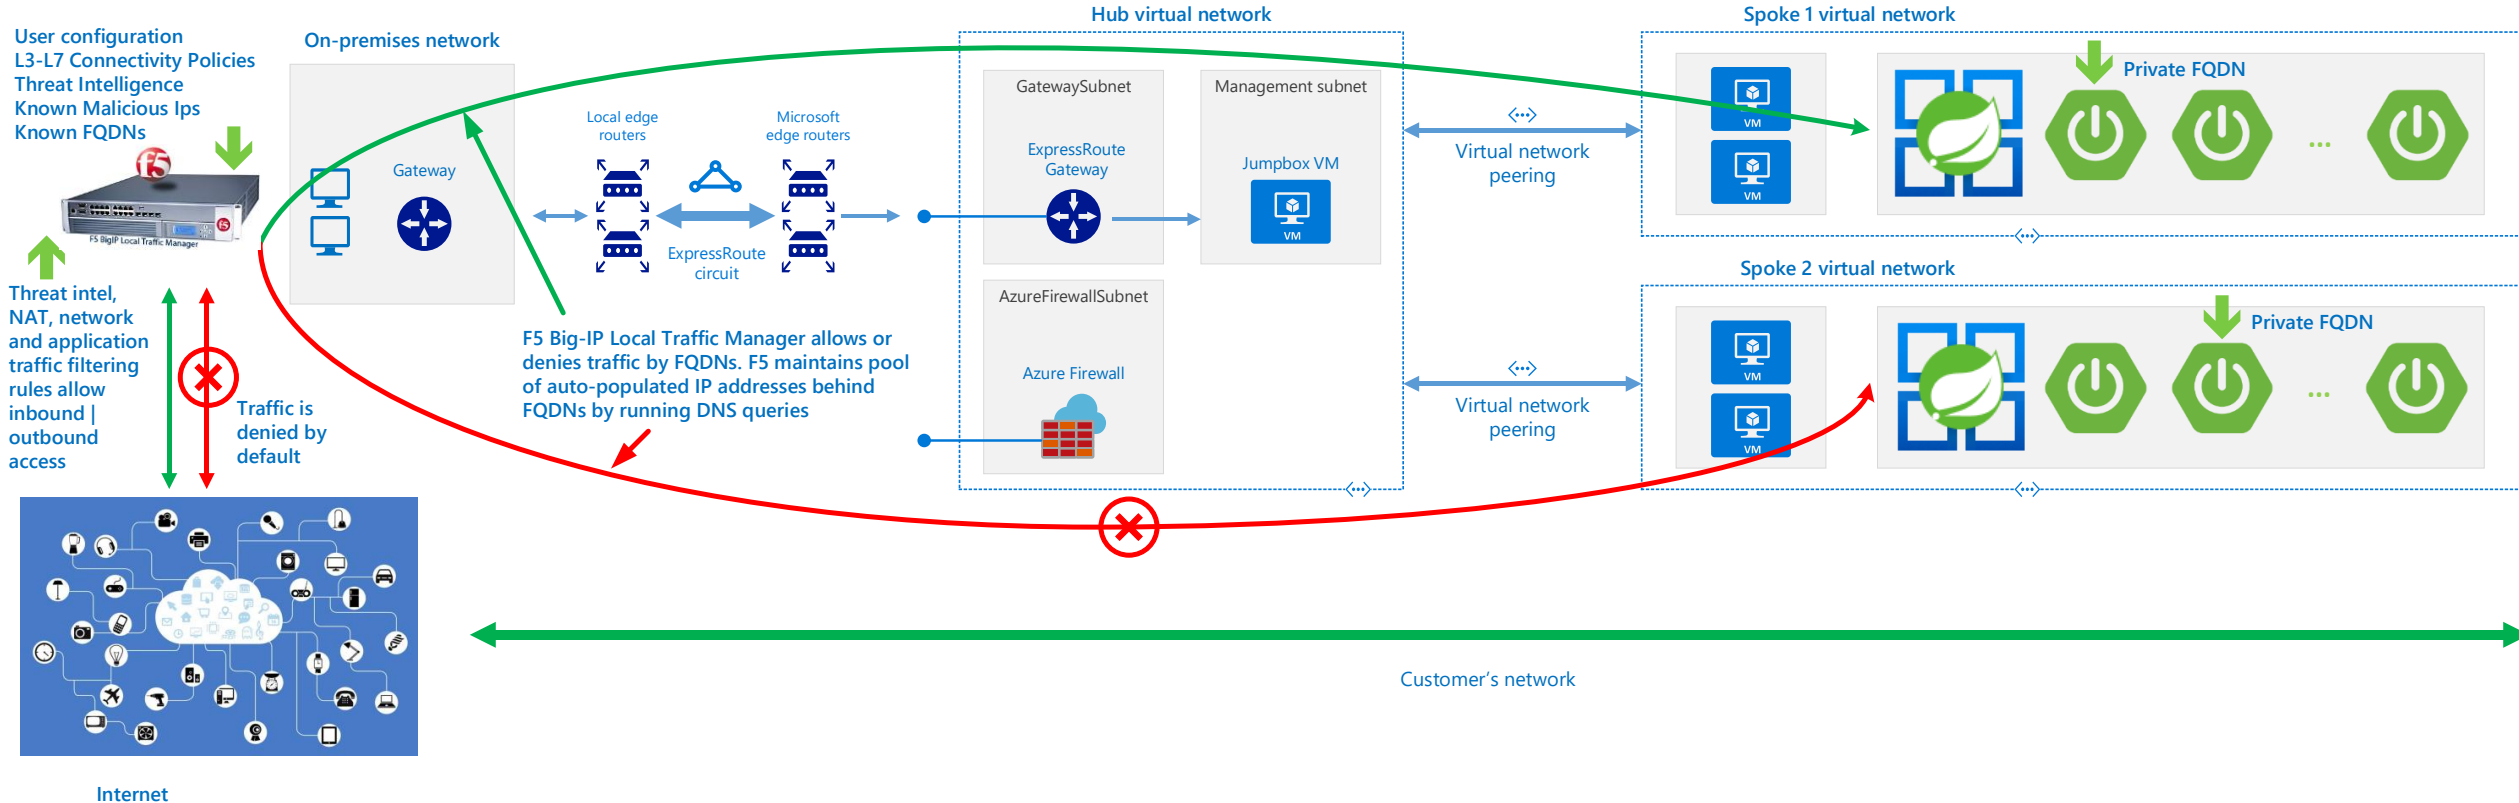 User configuration
L3-L7 Connectivity Policies
Threat Intelligence
Known Malicious Ips
Known FQDNs
f5
f5
F5 BigIP Local Traffic Manager
Threat intel,
NAT, network
and application
traffic filtering
rules allow
inbound |
outbound
access
Traffic is
denied by
default
Internet
On-premises network
Gateway
Local edge
routers
Microsoft
edge routers
ExpressRoute
circuit
F5 Big-IP Local Traffic Manager allows or
denies traffic by FQDNs. F5 maintains pool
of auto-populated IP addresses behind
FQDNs by running DNS queries
Hub virtual network
GatewaySubnet
ExpressRoute
Gateway
Management subnet
Jumpbox VM
VM
AzureFirewallSubnet
Azure Firewall
Virtual network
peering
Virtual network
peering
Spoke 1 virtual network
VM
VM
Private FQDN
...
Spoke 2 virtual network
VM
VM
Private FQDN
...
Customer's network